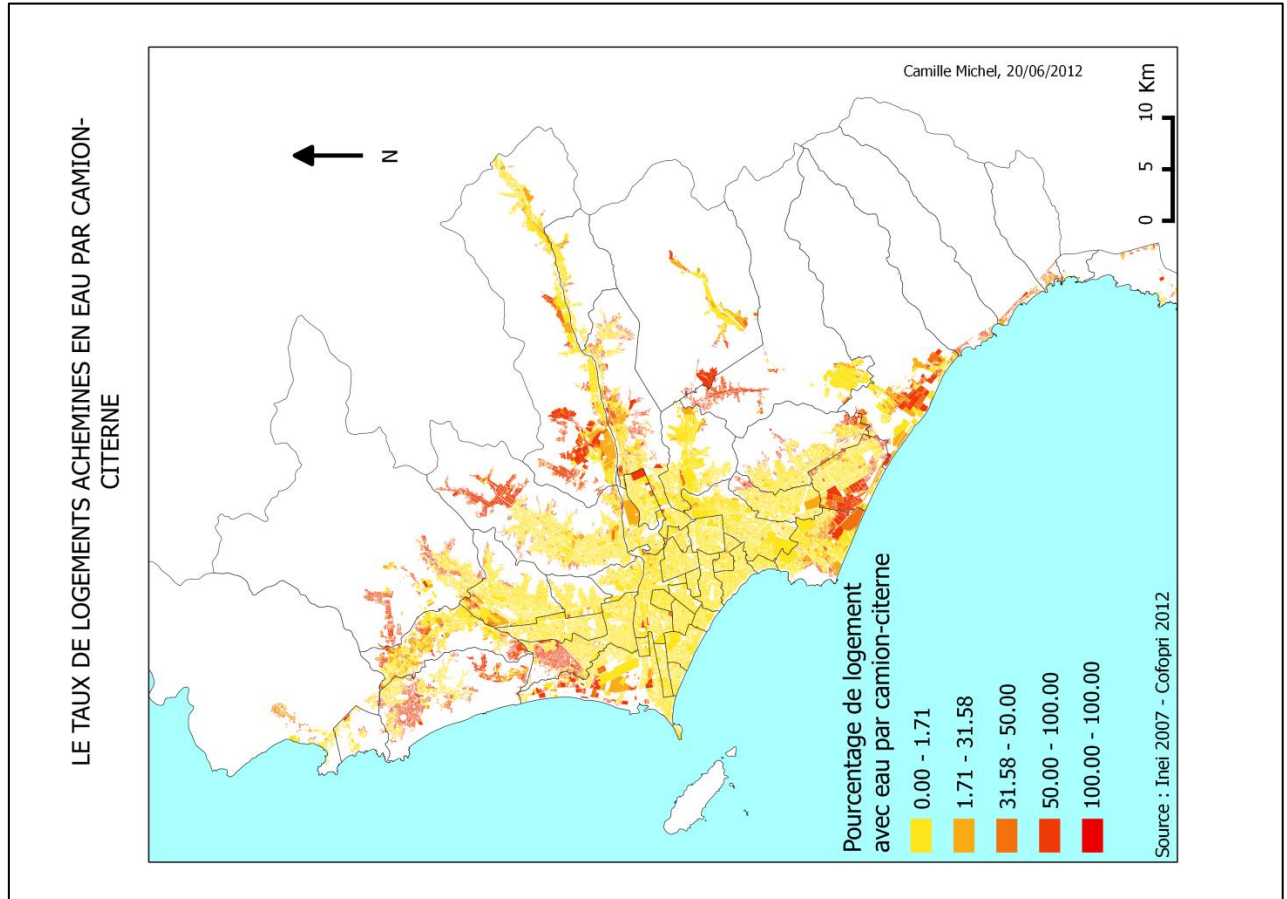 LE TAUX DE LOGEMENTS ACHEMINES EN EAU PAR CAMION-
CITERNE
Camille Michel, 20/06/2012
N
Pourcentage de logement
avec eau par camion-citerne
0.00 - 1.71
1.71 - 31.58
31.58 - 50.00
50.00 - 100.00
100.00 - 100.00
0 5 10 Km
Source : Inei 2007 - Cofopri 2012